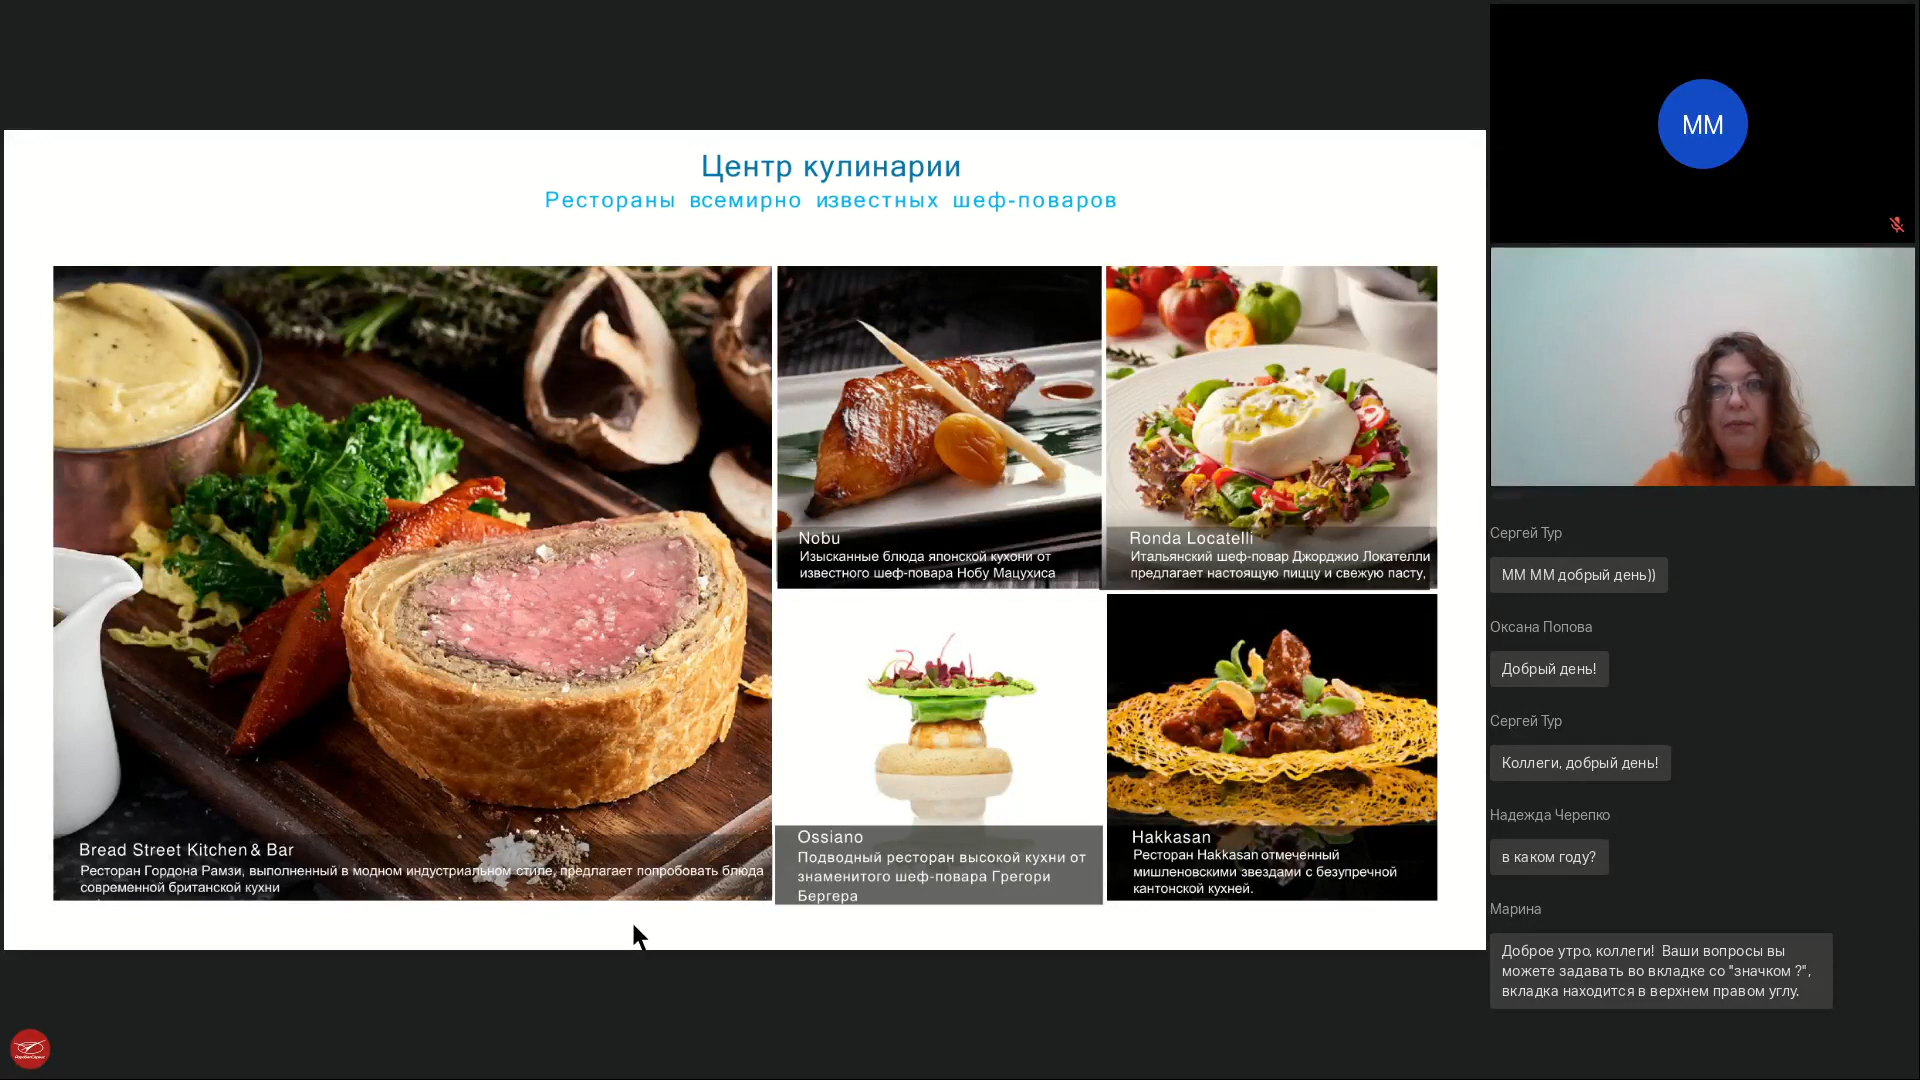 Центр кулинарии
Рестораны всемирно известных шеф-поваров
Nobu
Изысканные блюда японской кухони от
известного шеф-повара Нобу Мацухиса
Ronda Locatelli
Итальянский шеф-повар Джорджио Локателли
предлагает настоящую пиццу и свежую пасту,
Bread Street Kitchen & Bar
Ресторан Гордона Рамзи, выполненный в модном индустриальном стиле, предлагает попробовать блюда
современной британской кухни
Ossiano
Подводный ресторан высокой кухни от
знаменитого шеф-повара Грегори
Бергера
Hakkasan
Ресторан Hakkasan отмеченный
мишленовскими звездами с безупречной
кантонской кухней.
ММ
Сергей Тур
ММ ММ добрый день))
Оксана Попова
Добрый день!
Сергей Тур
Коллеги, добрый день!
Надежда Черепко
в каком году?
Марина
Доброе утро, коллеги! Ваши вопросы вы
можете задавать во вкладке со "значком ?",
вкладка находится в верхнем правом углу.